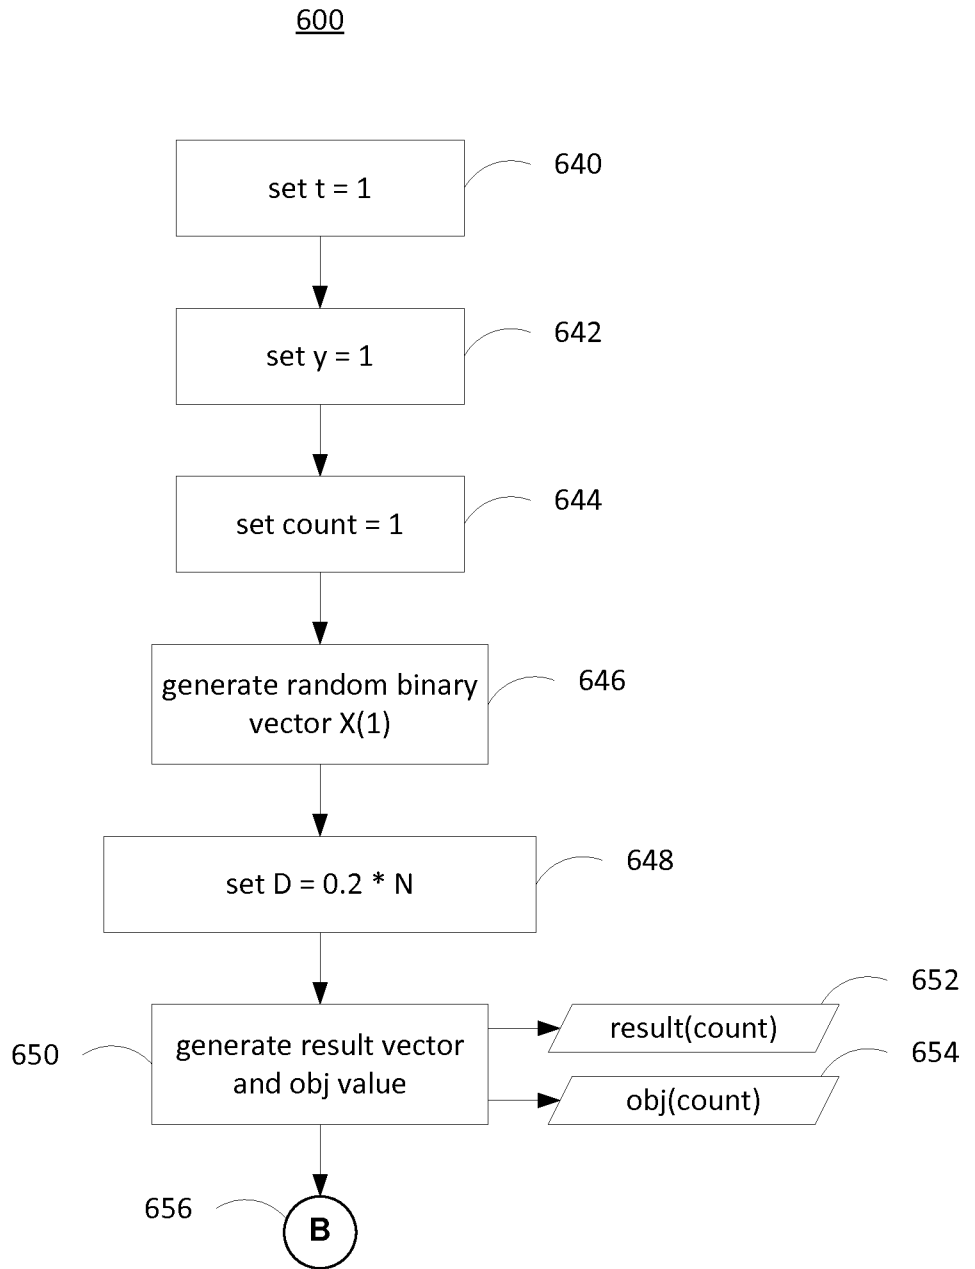 600
set t = 1
640
set y = 1
642
set count = 1
644
generate random binary
vector X(1)
646
set D = 0.2 * N
648
650
generate result vector
and obj value
result(count)
652
obj(count)
654
656
B